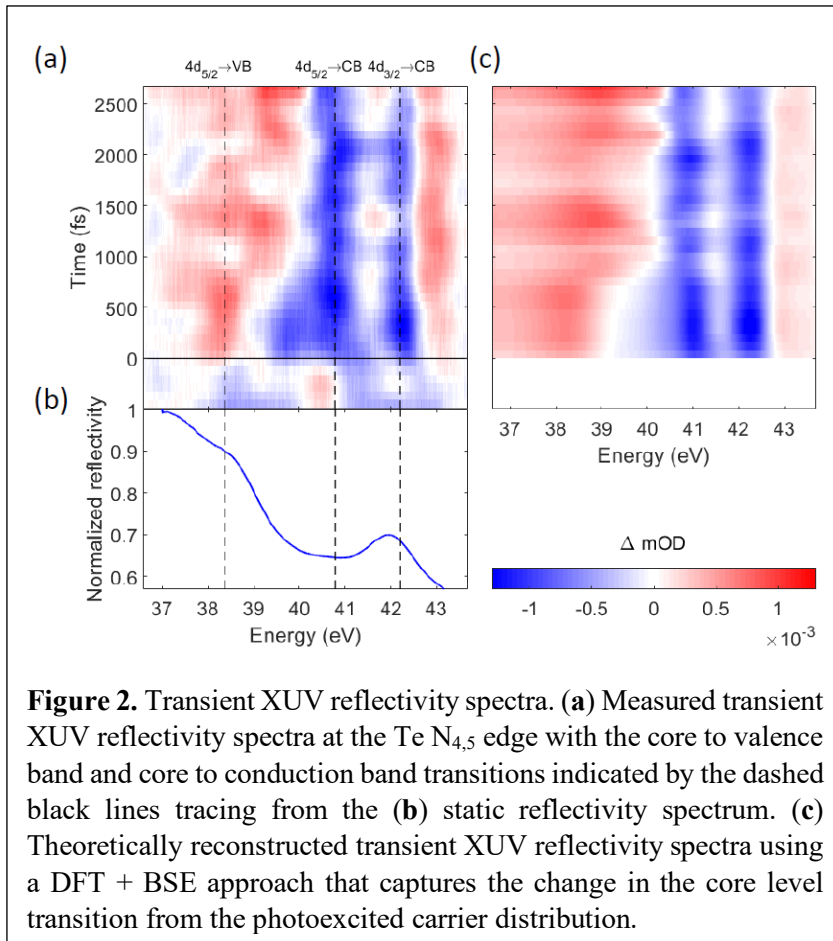 (a)
4d5/2→VB 4d5/2→CB 4d3/2→CB
2500
2000
1500
1000
500
0
Time (fs)
(b)
1
0.9
0.8
0.7
0.6
Normalized reflectivity
37 38 39 40 41 42 43
Energy (eV)
(c)
37 38 39 40 41 42 43
Energy (eV)
Δ mOD
-1 -0.5 0 0.5 1
×10-3
Figure 2. Transient XUV reflectivity spectra. (a) Measured transient
XUV reflectivity spectra at the Te N4,5 edge with the core to valence
band and core to conduction band transitions indicated by the dashed
black lines tracing from the (b) static reflectivity spectrum. (c)
Theoretically reconstructed transient XUV reflectivity spectra using
a DFT + BSE approach that captures the change in the core level
transition from the photoexcited carrier distribution.